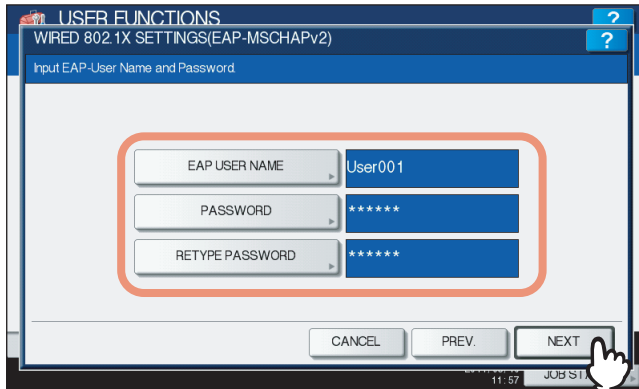 USER FUNCTIONS
?
WIRED 802.1X SETTINGS(EAP-MSCHAPv2)
?
Input EAP-User Name and Password.
EAP USER NAME
User001
PASSWORD
******
RETYPE PASSWORD
******
CANCEL
PREV.
NEXT
11:57
JOB